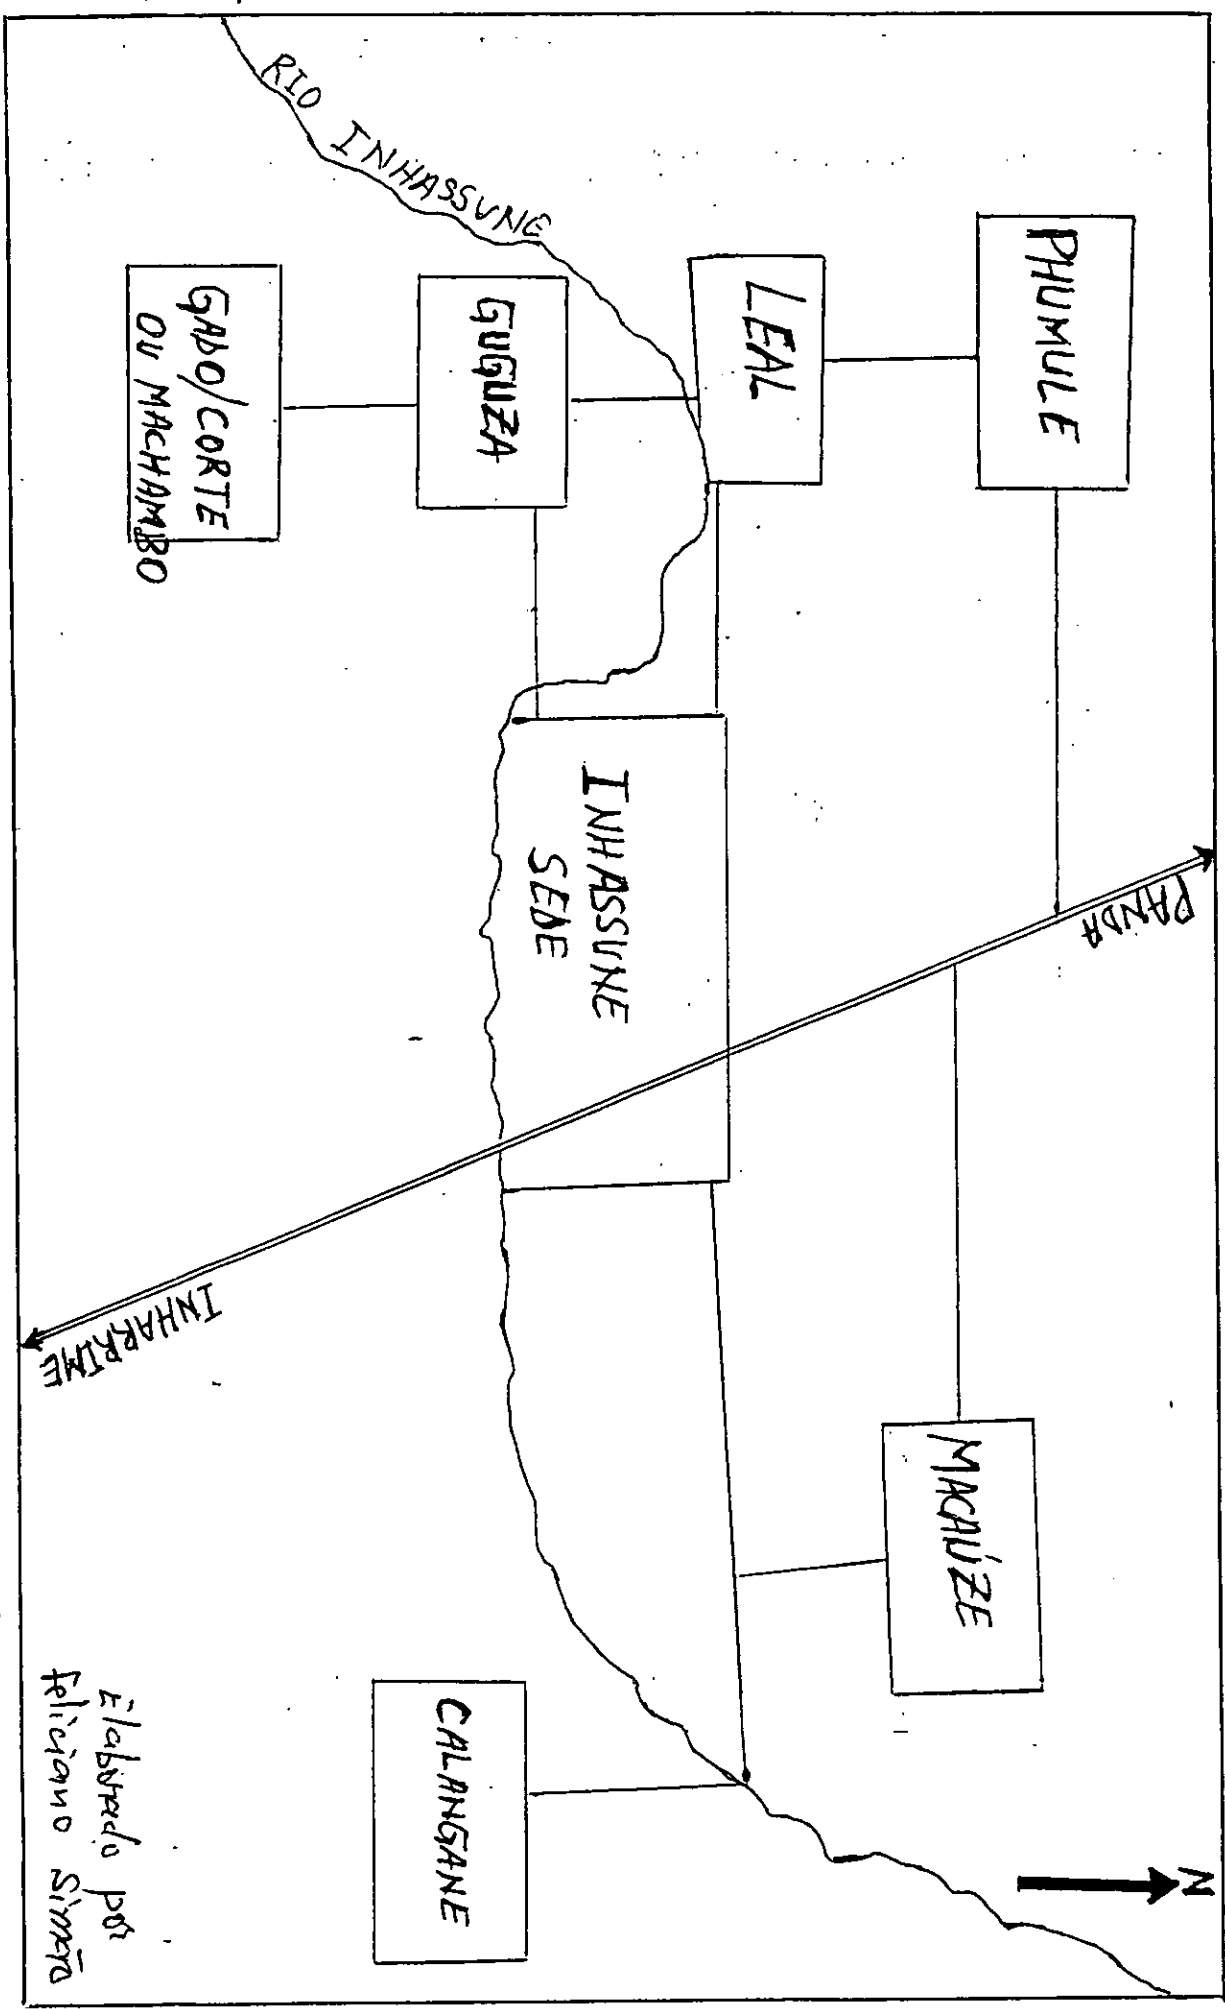 RIO INHASSUNE
PHUMULE
LEAL
GUGUZA
GADO/CORTE
OU MACHAMBO
INHASSUNE
SEDE
PANDA
INHARRIME
MACAÚZE
CALANGANE
N
Elaborado por
Feliciano Simão